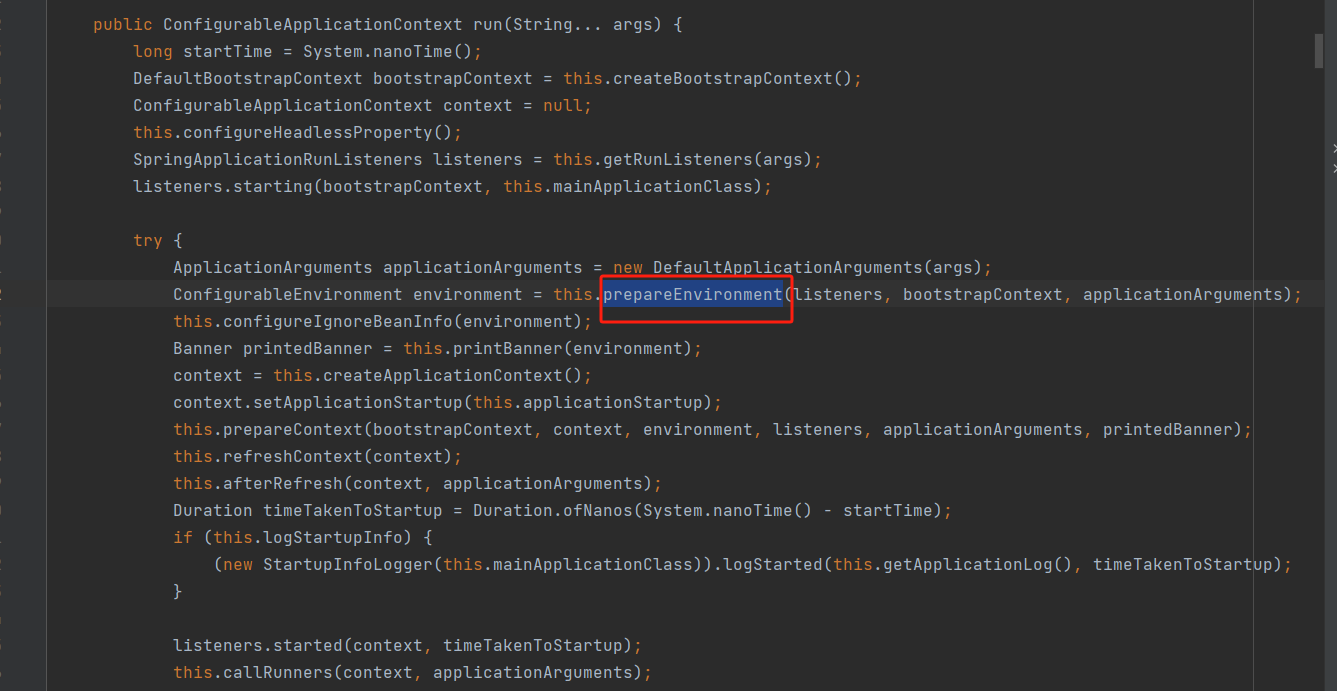 public ConfigurableApplicationContext run(String... args) {
long startTime = System.nanoTime();
DefaultBootstrapContext bootstrapContext = this.createBootstrapContext();
ConfigurableApplicationContext context = null;
this.configureHeadlessProperty();
SpringApplicationRunListeners listeners = this.getRunListeners(args);
listeners.starting(bootstrapContext, this.mainApplicationClass);
try {
ApplicationArguments applicationArguments = new DefaultApplicationArguments(args);
ConfigurableEnvironment environment = this.prepareEnvironment(listeners, bootstrapContext, applicationArguments);
this.configureIgnoreBeanInfo(environment);
Banner printedBanner = this.printBanner(environment);
context = this.createApplicationContext();
context.setApplicationStartup(this.applicationStartup);
this.prepareContext(bootstrapContext, context, environment, listeners, applicationArguments, printedBanner);
this.refreshContext(context);
this.afterRefresh(context, applicationArguments);
Duration timeTakenToStartup = Duration.ofNanos(System.nanoTime() - startTime);
if (this.logStartupInfo) {
(new StartupInfoLogger(this.mainApplicationClass)).logStarted(this.getApplicationLog(), timeTakenToStartup);
}
listeners.started(context, timeTakenToStartup);
this.callRunners(context, applicationArguments);